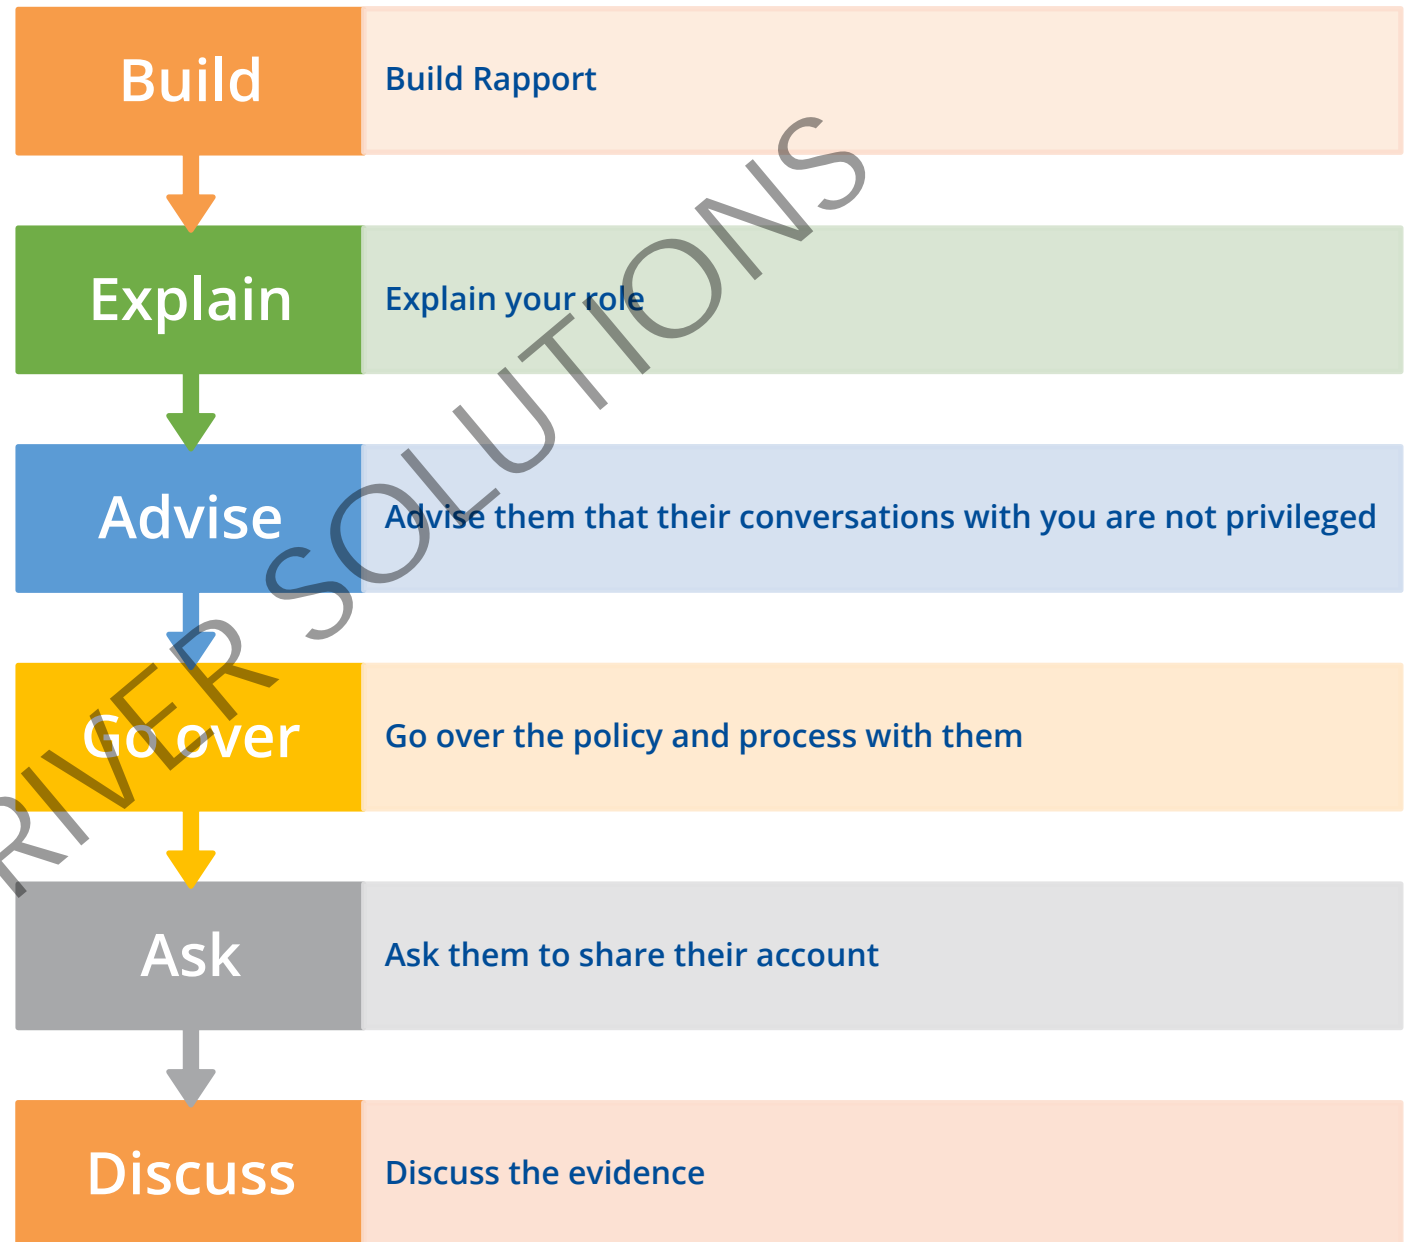 Build
Build Rapport
Explain
Explain your role
Advise
Advise them that their conversations with you are not privileged
Go over
Go over the policy and process with them
Ask
Ask them to share their account
Discuss
Discuss the evidence
RIVER SOLUTIONS